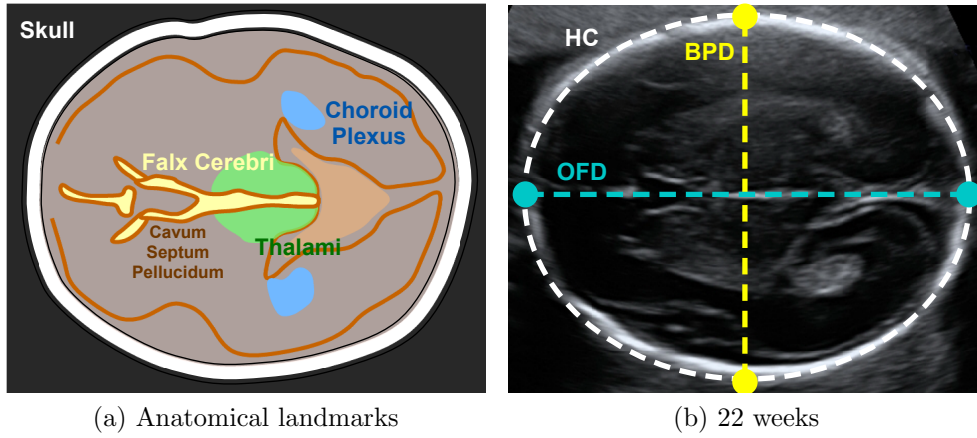 Skull
Choroid
Plexus
Falx Cerebri
Cavum
Septum
Pellucidum
Thalami
HC
BPD
OFD
(a) Anatomical landmarks
(b) 22 weeks